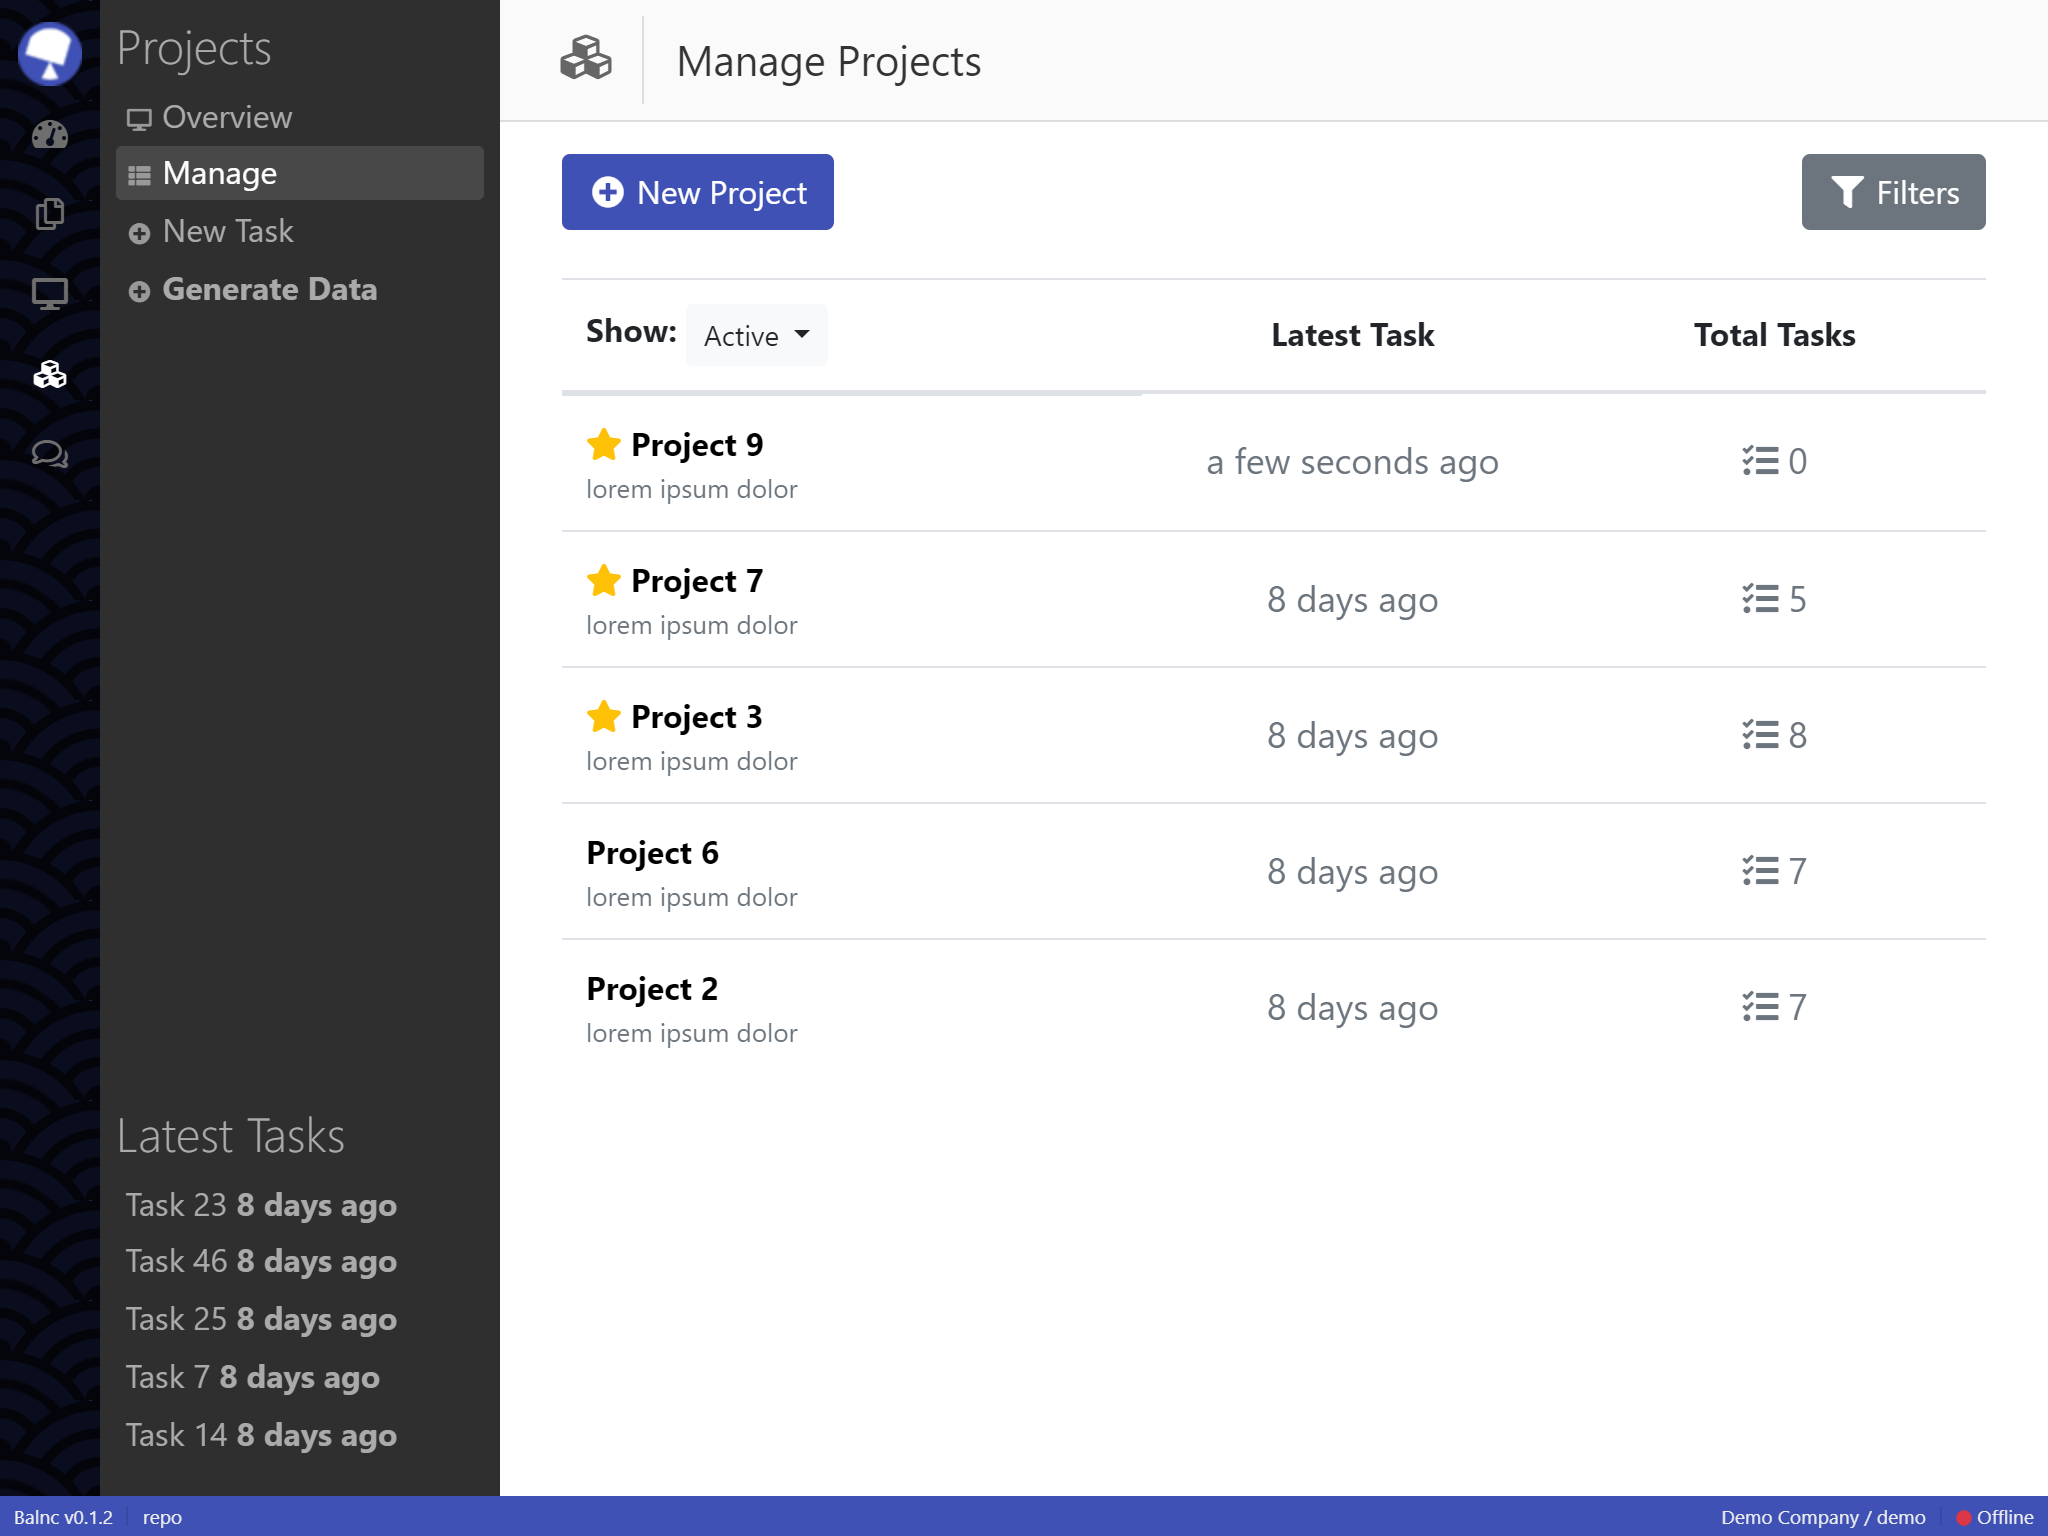 Projects
Overview
Manage
New Task
Generate Data
Latest Tasks
Task 23 8 days ago
Task 46 8 days ago
Task 25 8 days ago
Task 7 8 days ago
Task 14 8 days ago
Manage Projects
New Project
Filters
Show: Active
Latest Task
Total Tasks
Project 9
lorem ipsum dolor
a few seconds ago
0
Project 7
lorem ipsum dolor
8 days ago
5
Project 3
lorem ipsum dolor
8 days ago
8
Project 6
lorem ipsum dolor
8 days ago
7
Project 2
lorem ipsum dolor
8 days ago
7
Balnc v0.1.2
repo
Demo Company / demo
Offline